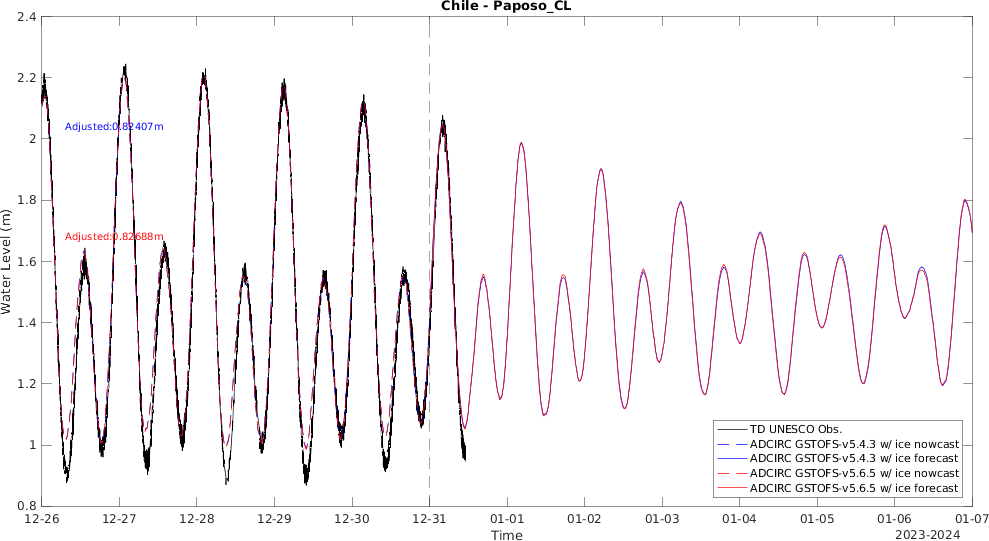 Chile - Paposo_CL
2.4
2.2
2
1.8
1.6
1.4
1.2
1
0.8
Water Level (m)
Adjusted:0.82407m
Adjusted:0.82688m
TD UNESCO Obs.
ADCIRC GSTOFS-v5.4.3 w/ ice nowcast
ADCIRC GSTOFS-v5.4.3 w/ ice forecast
ADCIRC GSTOFS-v5.6.5 w/ ice nowcast
ADCIRC GSTOFS-v5.6.5 w/ ice forecast
12-26 12-27 12-28 12-29 12-30 12-31 01-01 01-02 01-03 01-04 01-05 01-06 01-07
Time
2023-2024